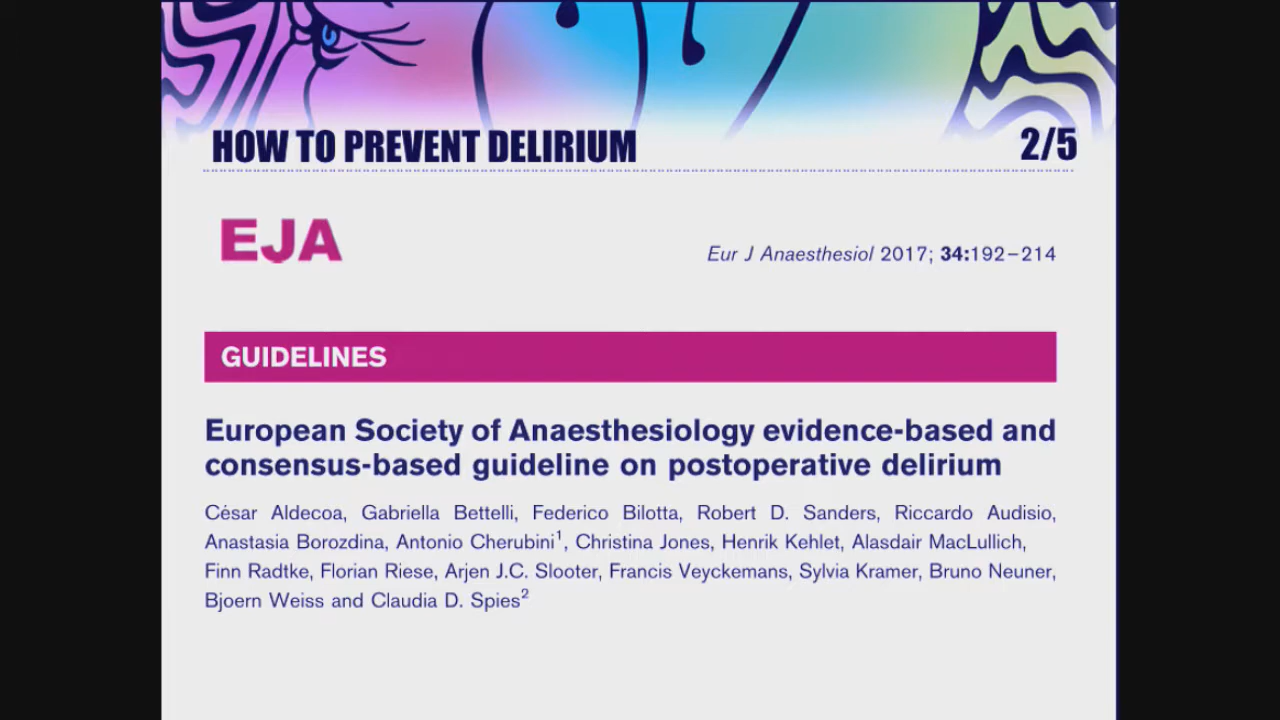 HOW TO PREVENT DELIRIUM
2/5
EJA
Eur J Anaesthesiol 2017; 34:192–214
GUIDELINES
European Society of Anaesthesiology evidence-based and
consensus-based guideline on postoperative delirium
Cèsar Aldecoa, Gabriella Bettelli, Federico Bilotta, Robert D. Sanders, Riccardo Audisio,
Anastasia Borozdina, Antonio Cherubini¹, Christina Jones, Henrik Kehlet, Alasdair MacLullich,
Finn Radtke, Florian Riese, Arjen J.C. Slooter, Francis Veyckemans, Sylvia Kramer, Bruno Neuner,
Bjoern Weiss and Claudia D. Spies²